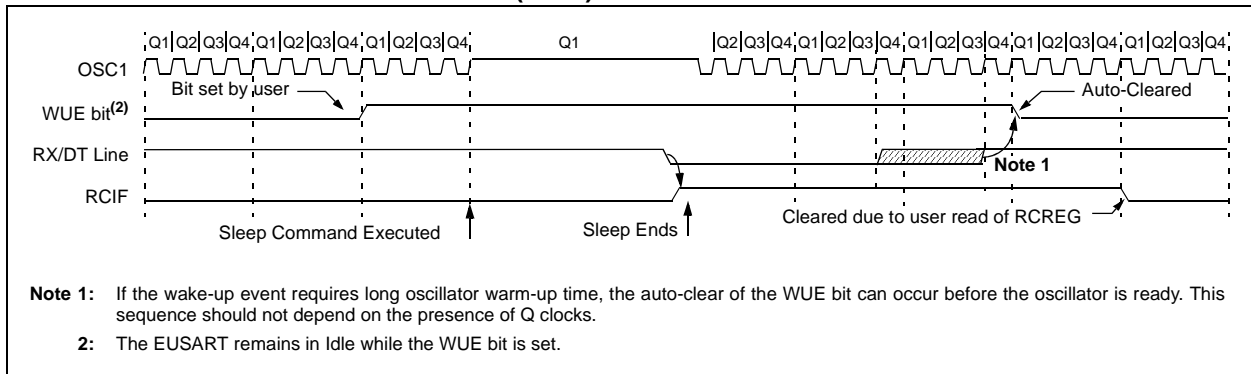 Q1 Q2 Q3 Q4 Q1 Q2 Q3 Q4 Q1 Q2 Q3 Q4 Q1 Q2 Q3 Q4 Q1 Q2 Q3 Q4 Q1 Q2 Q3 Q4 Q1 Q2 Q3 Q4 Q1 Q2 Q3 Q4
OSC1
Bit set by user
Auto-Cleared
WUE bit(2)
RX/DT Line
Note 1
RCIF
Cleared due to user read of RCREG
Sleep Command Executed
Sleep Ends
Note 1: If the wake-up event requires long oscillator warm-up time, the auto-clear of the WUE bit can occur before the oscillator is ready. This
sequence should not depend on the presence of Q clocks.
2: The EUSART remains in Idle while the WUE bit is set.